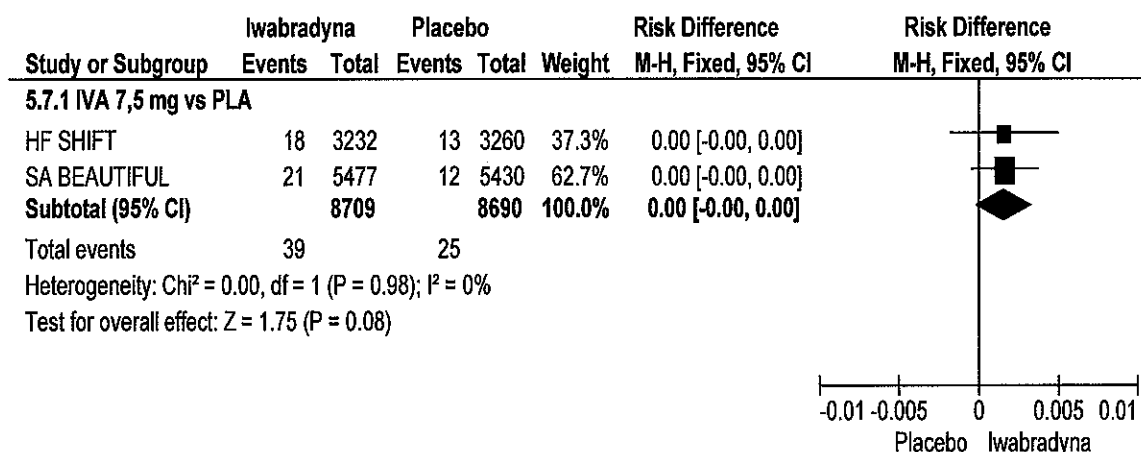 Iwabradyna Placebo Risk Difference Risk Difference
Study or Subgroup Events Total Events Total Weight M-H, Fixed, 95% CI M-H, Fixed, 95% CI
5.7.1 IVA 7,5 mg vs PLA
HF SHIFT 18 3232 13 3260 37.3% 0.00 [-0.00, 0.00]
SA BEAUTIFUL 21 5477 12 5430 62.7% 0.00 [-0.00, 0.00]
Subtotal (95% CI) 8709 8690 100.0% 0.00 [-0.00, 0.00]
Total events 39 25
Heterogeneity: Chi² = 0.00, df = 1 (P = 0.98); I² = 0%
Test for overall effect: Z = 1.75 (P = 0.08)
-0.01 -0.005 0 0.005 0.01
Placebo Iwabradyna